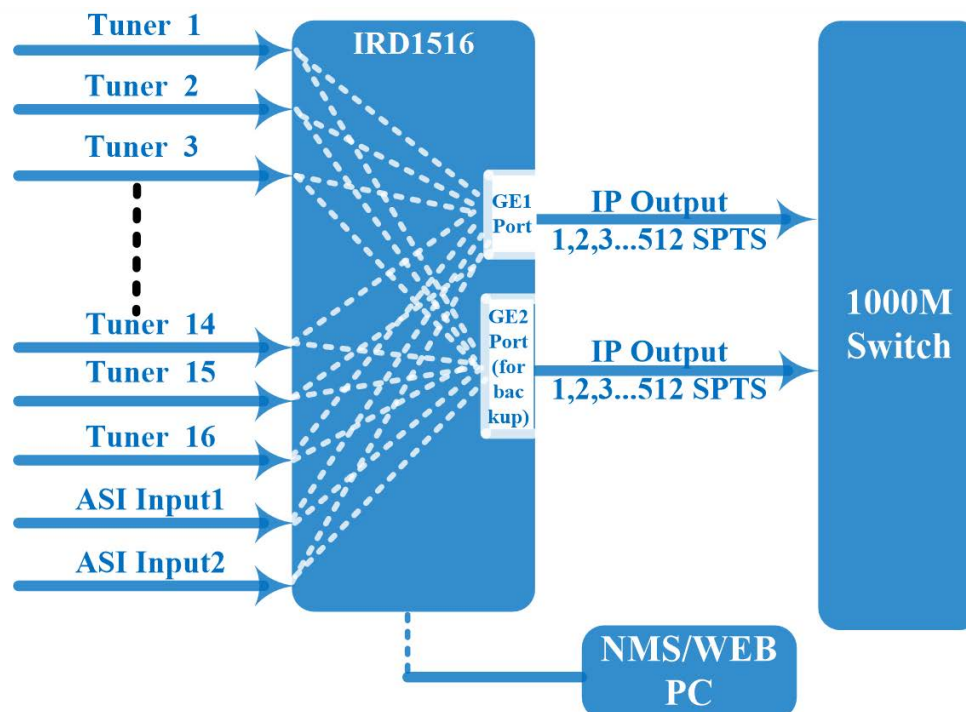 Tuner 1
Tuner 2
Tuner 3
Tuner 14
Tuner 15
Tuner 16
ASI Input1
ASI Input2
IRD1516
GE1
Port
GE2
Port
(for
bac
kup)
IP Output
1,2,3...512 SPTS
IP Output
1,2,3...512 SPTS
1000M
Switch
NMS/WEB
PC